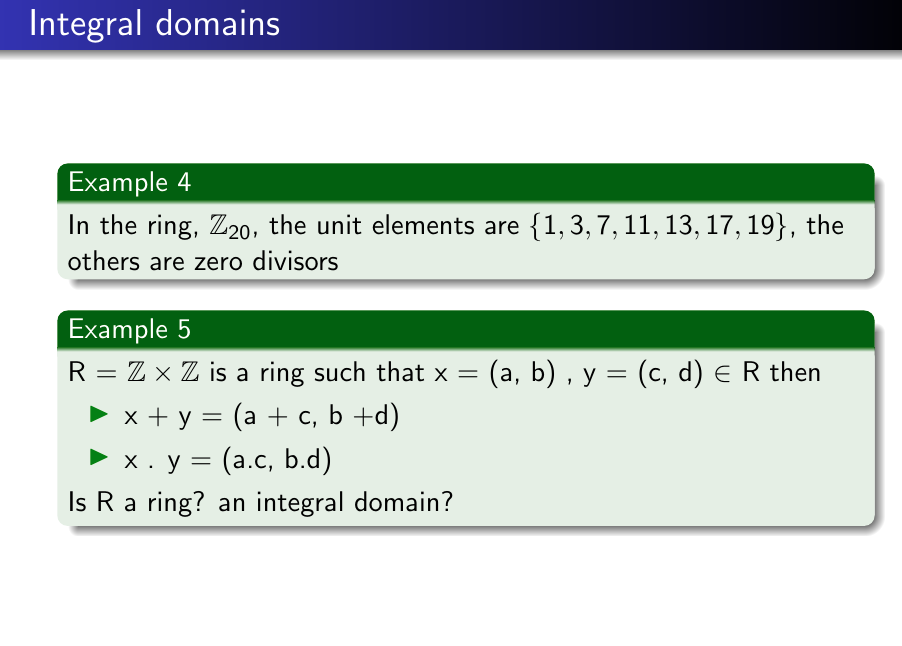 Integral domains
Example 4
In the ring, ℤ₂₀, the unit elements are {1, 3, 7, 11, 13, 17, 19}, the
others are zero divisors
Example 5
R = ℤ × ℤ is a ring such that x = (a, b) , y = (c, d) ∈ R then
▶ x + y = (a + c, b +d)
▶ x . y = (a.c, b.d)
Is R a ring? an integral domain?